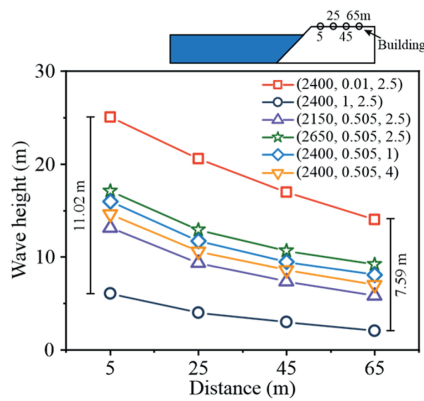 25 65m
5 45
Building
30
20
10
0
Wave height (m)
(2400, 0.01, 2.5)
(2400, 1, 2.5)
(2150, 0.505, 2.5)
(2650, 0.505, 2.5)
(2400, 0.505, 1)
(2400, 0.505, 4)
11.02 m
7.59 m
5 25 45 65
Distance (m)